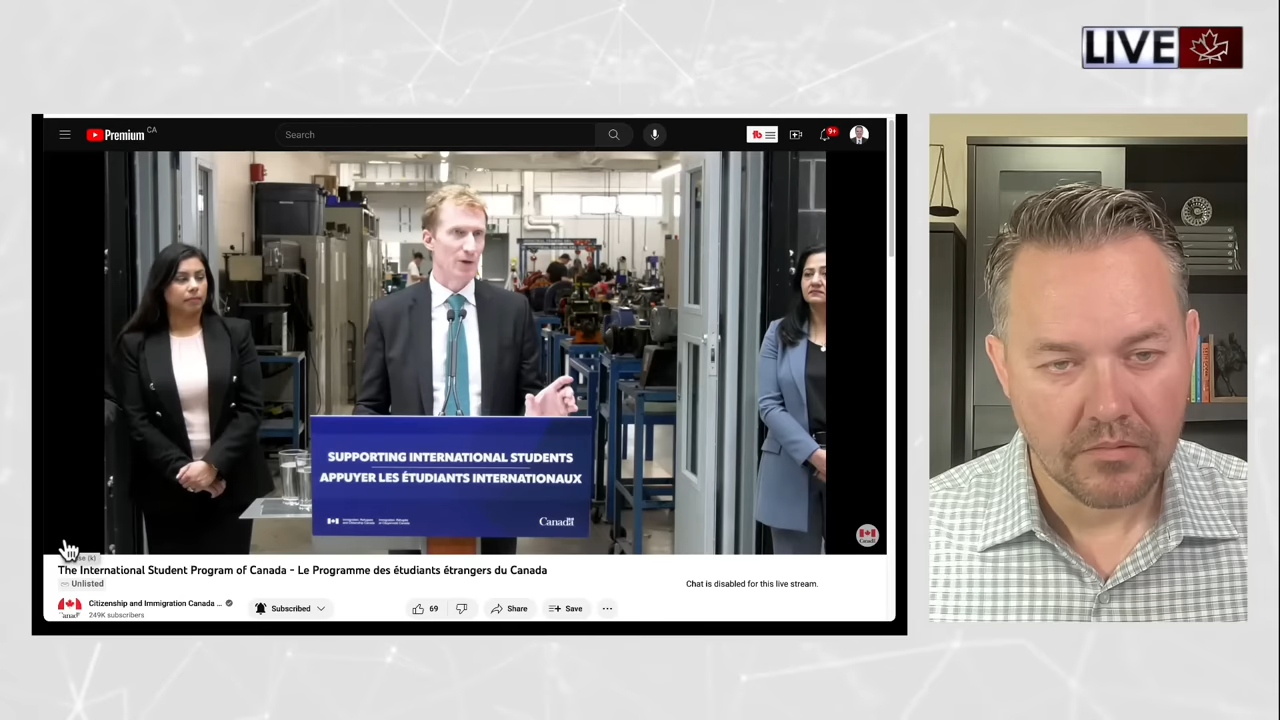 LIVE
Premium CA
Search
9+
SUPPORTING INTERNATIONAL STUDENTS
APPUYER LES ÉTUDIANTS INTERNATIONAUX
Canada
Canada
The International Student Program of Canada - Le Programme des étudiants étrangers du Canada
Unlisted
Chat is disabled for this live stream.
Citizenship and Immigration Canada ...
249K subscribers
Subscribed
69
Share
Save